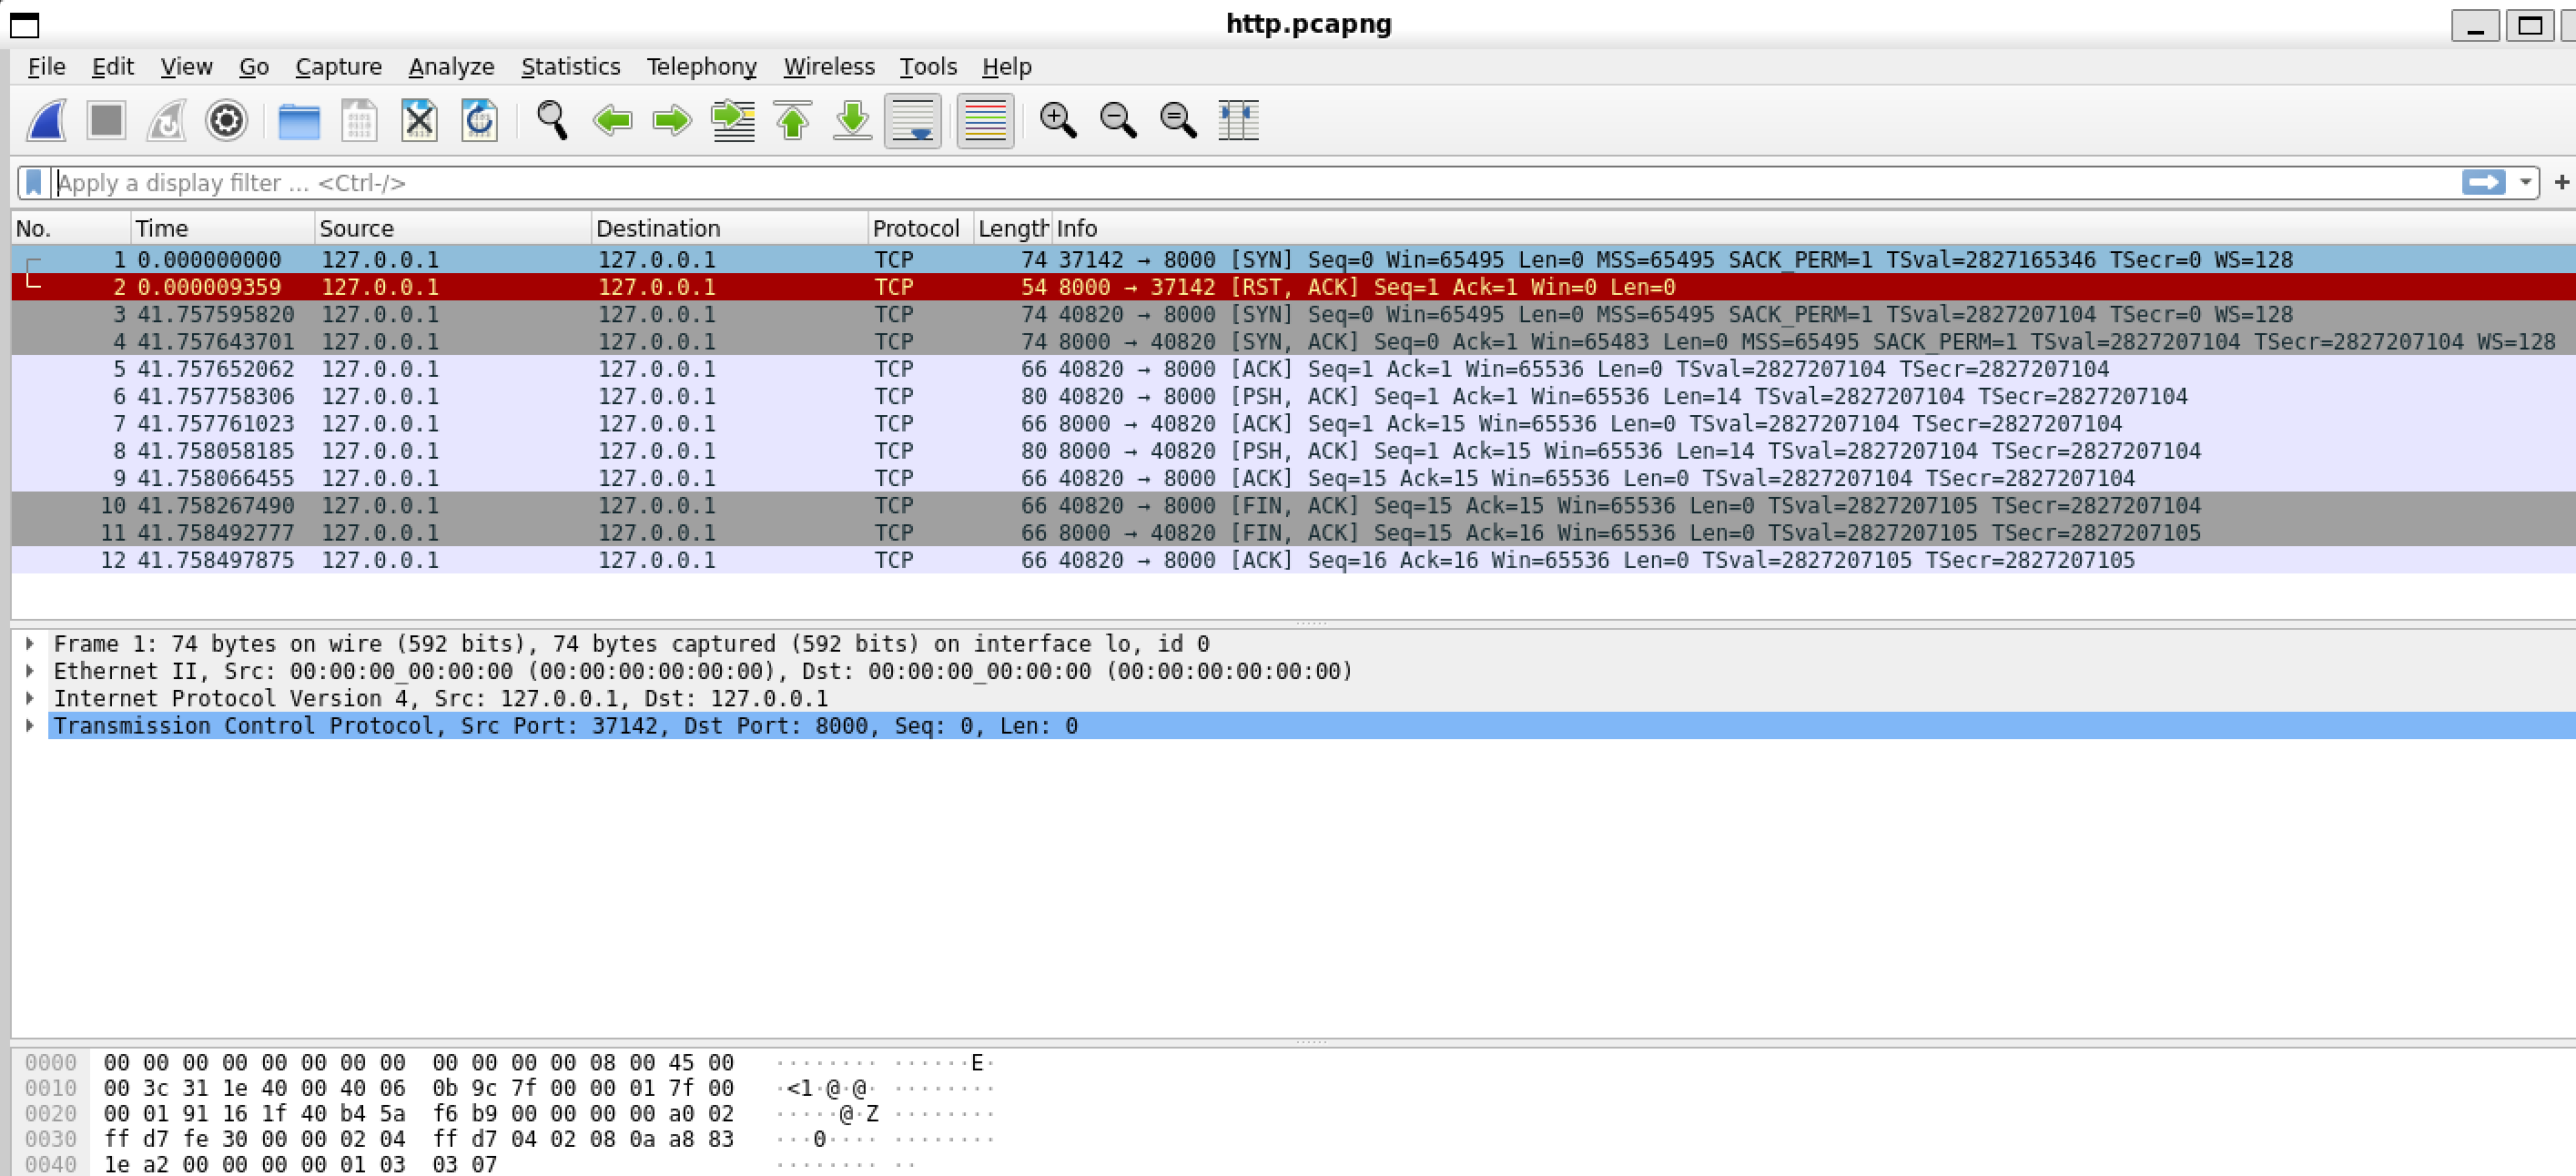 http.pcapng
File Edit View Go Capture Analyze Statistics Telephony Wireless Tools Help
Apply a display filter ... <Ctrl-/>
+
No. Time Source Destination Protocol Length Info
1 0.000000000 127.0.0.1 127.0.0.1 TCP 74 37142 → 8000 [SYN] Seq=0 Win=65495 Len=0 MSS=65495 SACK_PERM=1 TSval=2827165346 TSecr=0 WS=128
2 0.000009359 127.0.0.1 127.0.0.1 TCP 54 8000 → 37142 [RST, ACK] Seq=1 Ack=1 Win=0 Len=0
3 41.757595820 127.0.0.1 127.0.0.1 TCP 74 40820 → 8000 [SYN] Seq=0 Win=65495 Len=0 MSS=65495 SACK_PERM=1 TSval=2827207104 TSecr=0 WS=128
4 41.757643701 127.0.0.1 127.0.0.1 TCP 74 8000 → 40820 [SYN, ACK] Seq=0 Ack=1 Win=65483 Len=0 MSS=65495 SACK_PERM=1 TSval=2827207104 TSecr=2827207104 WS=128
5 41.757652062 127.0.0.1 127.0.0.1 TCP 66 40820 → 8000 [ACK] Seq=1 Ack=1 Win=65536 Len=0 TSval=2827207104 TSecr=2827207104
6 41.757758306 127.0.0.1 127.0.0.1 TCP 80 40820 → 8000 [PSH, ACK] Seq=1 Ack=1 Win=65536 Len=14 TSval=2827207104 TSecr=2827207104
7 41.757761023 127.0.0.1 127.0.0.1 TCP 66 8000 → 40820 [ACK] Seq=1 Ack=15 Win=65536 Len=0 TSval=2827207104 TSecr=2827207104
8 41.758058185 127.0.0.1 127.0.0.1 TCP 80 8000 → 40820 [PSH, ACK] Seq=1 Ack=15 Win=65536 Len=14 TSval=2827207104 TSecr=2827207104
9 41.758066455 127.0.0.1 127.0.0.1 TCP 66 40820 → 8000 [ACK] Seq=15 Ack=15 Win=65536 Len=0 TSval=2827207104 TSecr=2827207104
10 41.758267490 127.0.0.1 127.0.0.1 TCP 66 40820 → 8000 [FIN, ACK] Seq=15 Ack=15 Win=65536 Len=0 TSval=2827207105 TSecr=2827207104
11 41.758492777 127.0.0.1 127.0.0.1 TCP 66 8000 → 40820 [FIN, ACK] Seq=15 Ack=16 Win=65536 Len=0 TSval=2827207105 TSecr=2827207105
12 41.758497875 127.0.0.1 127.0.0.1 TCP 66 40820 → 8000 [ACK] Seq=16 Ack=16 Win=65536 Len=0 TSval=2827207105 TSecr=2827207105
Frame 1: 74 bytes on wire (592 bits), 74 bytes captured (592 bits) on interface lo, id 0
Ethernet II, Src: 00:00:00_00:00:00 (00:00:00:00:00:00), Dst: 00:00:00_00:00:00 (00:00:00:00:00:00)
Internet Protocol Version 4, Src: 127.0.0.1, Dst: 127.0.0.1
Transmission Control Protocol, Src Port: 37142, Dst Port: 8000, Seq: 0, Len: 0
0000 00 00 00 00 00 00 00 00 00 00 00 00 08 00 45 00 ········ ······E·
0010 00 3c 31 1e 40 00 40 06 0b 9c 7f 00 00 01 7f 00 ·<1·@·@· ········
0020 00 01 91 16 1f 40 b4 5a f6 b9 00 00 00 00 a0 02 ·····@·Z ········
0030 ff d7 fe 30 00 00 02 04 ff d7 04 02 08 0a a8 83 ···0···· ········
0040 1e a2 00 00 00 00 01 03 03 07 ········ ··